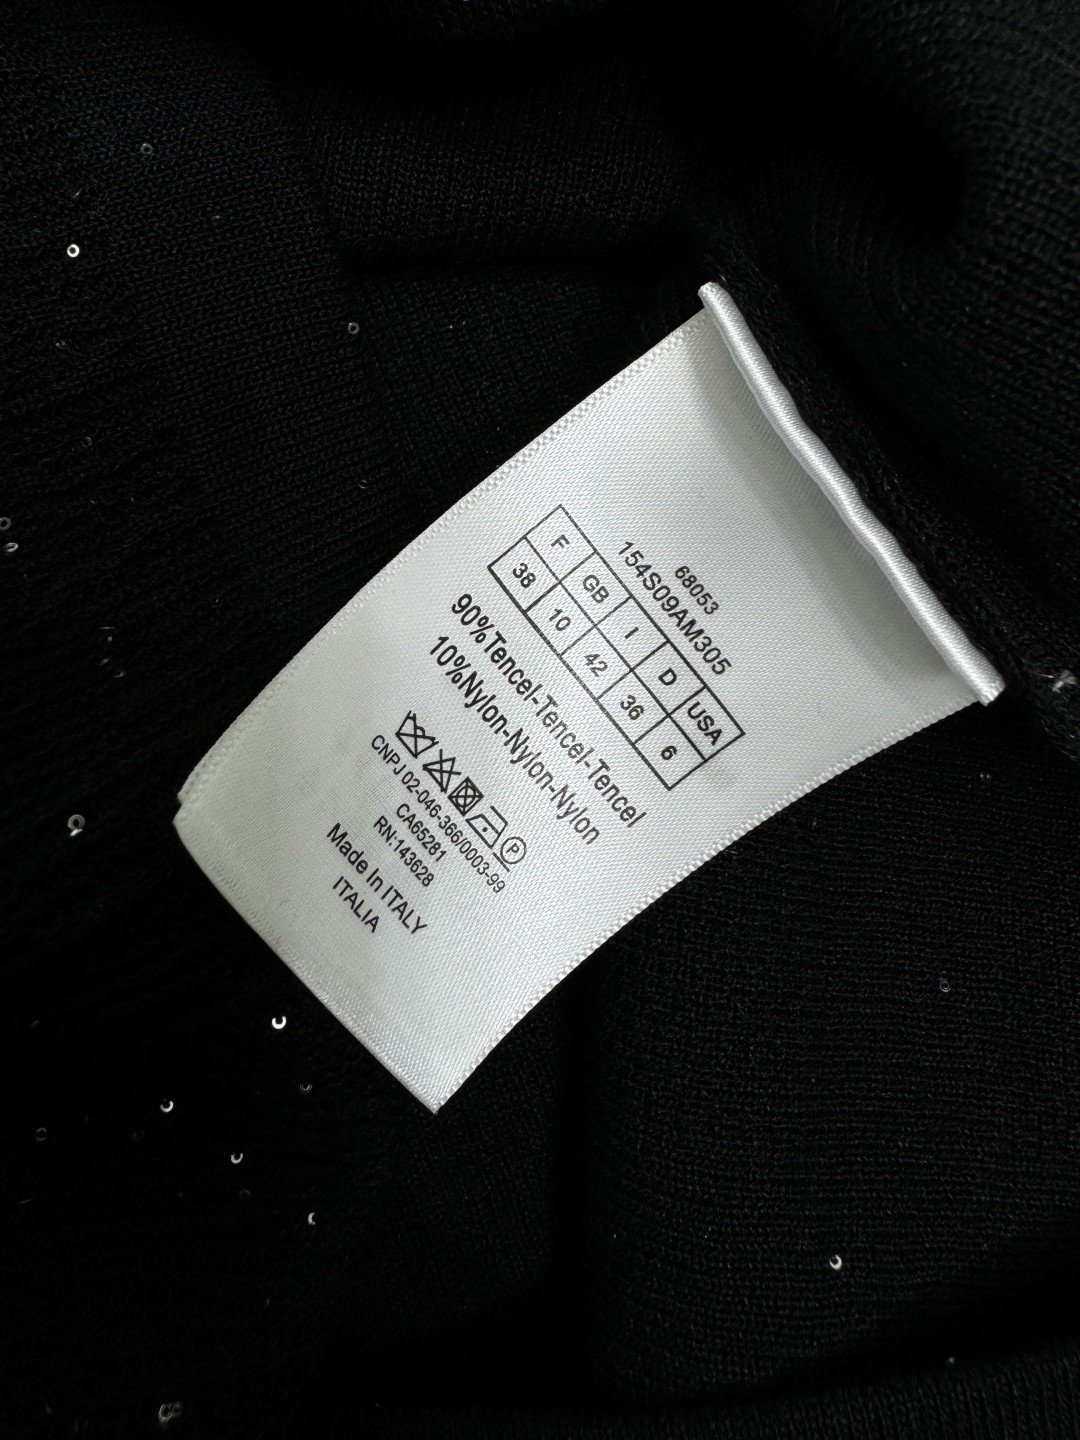 68053
154S09AM305
F GB I D USA
38 10 42 36 6
90%Tencel-Tencel-Tencel
10%Nylon-Nylon-Nylon
P
CNPJ 02-046-366/0003-99
CA65281
RN:143628
Made In ITALY
ITALIA